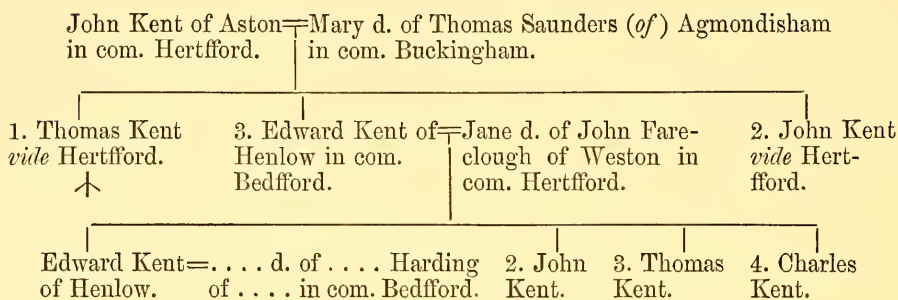 John Kent of Aston=Mary d. of Thomas Saunders (of) Agmondisham
in com. Hertfford. in com. Buckingham.
1. Thomas Kent
vide Hertfford.
3. Edward Kent of=Jane d. of John Fare-
Henlow in com. clough of Weston in
Bedfford. com. Hertfford.
2. John Kent
vide Hert-
fford.
Edward Kent=.... d. of .... Harding
of Henlow. of .... in com. Bedfford.
2. John
Kent.
3. Thomas
Kent.
4. Charles
Kent.